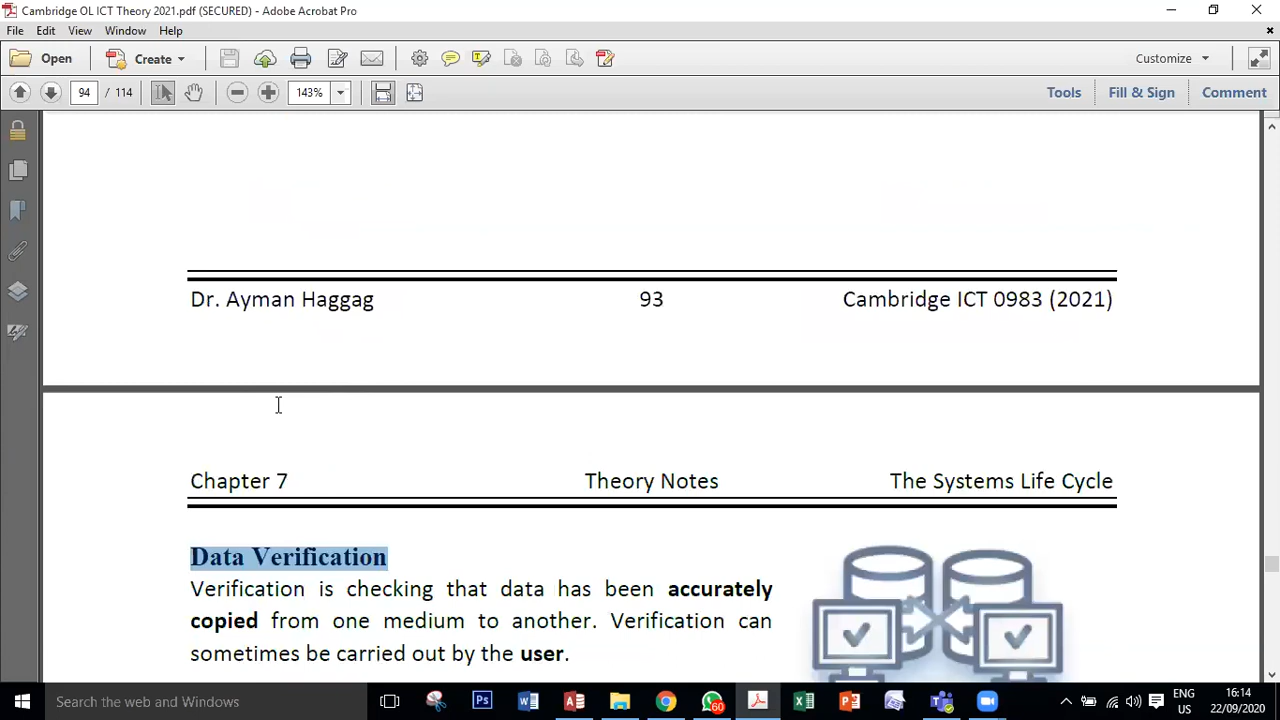 Cambridge OL ICT Theory 2021.pdf (SECURED) - Adobe Acrobat Pro
File Edit View Window Help
Open Create Customize
94 / 114 143% Tools Fill & Sign Comment
Dr. Ayman Haggag 93 Cambridge ICT 0983 (2021)
Chapter 7 Theory Notes The Systems Life Cycle
Data Verification
Verification is checking that data has been accurately
copied from one medium to another. Verification can
sometimes be carried out by the user.
Search the web and Windows
60
ENG
US
16:14
22/09/2020